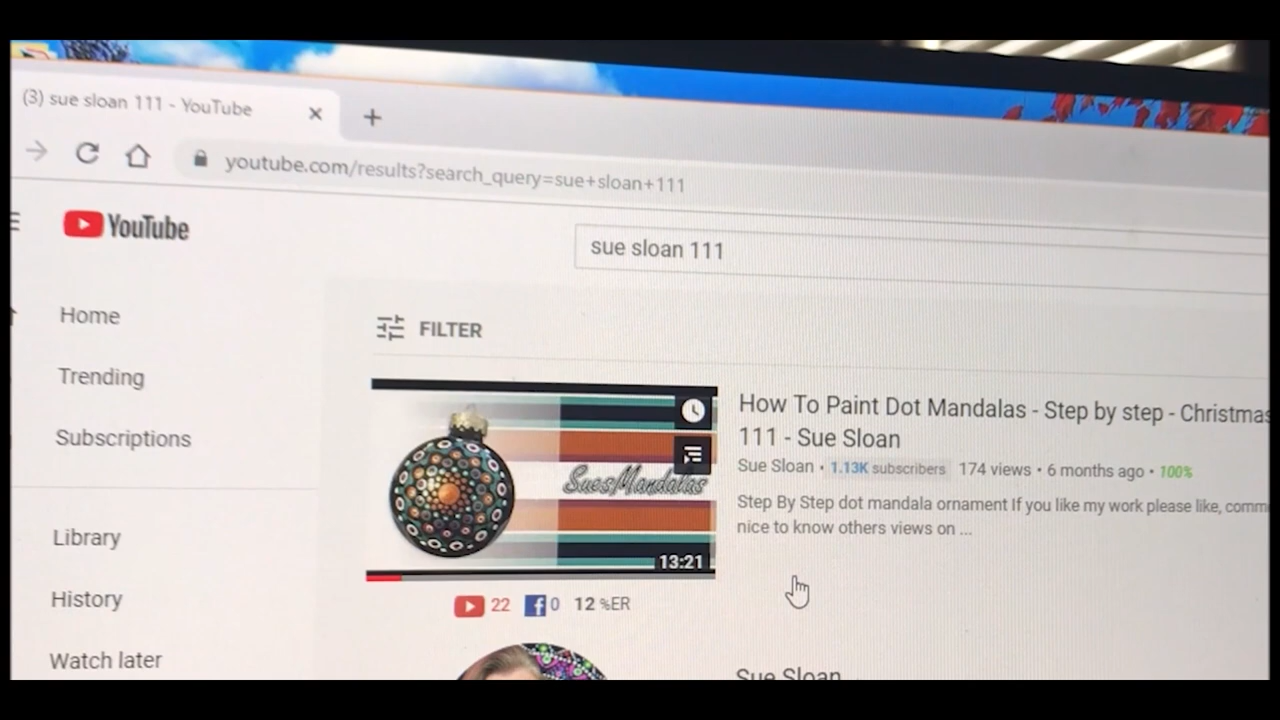 (3) sue sloan 111 - YouTube
youtube.com/results?search_query=sue+sloan+111
YouTube
sue sloan 111
Home
Trending
Subscriptions
Library
History
Watch later
FILTER
SuesMandalas
13:21
22 0 12 %ER
How To Paint Dot Mandalas - Step by step - Christmas
111 - Sue Sloan
Sue Sloan • 1.13K subscribers 174 views • 6 months ago • 100%
Step By Step dot mandala ornament If you like my work please like, comm
nice to know others views on ...
Sue Sloan